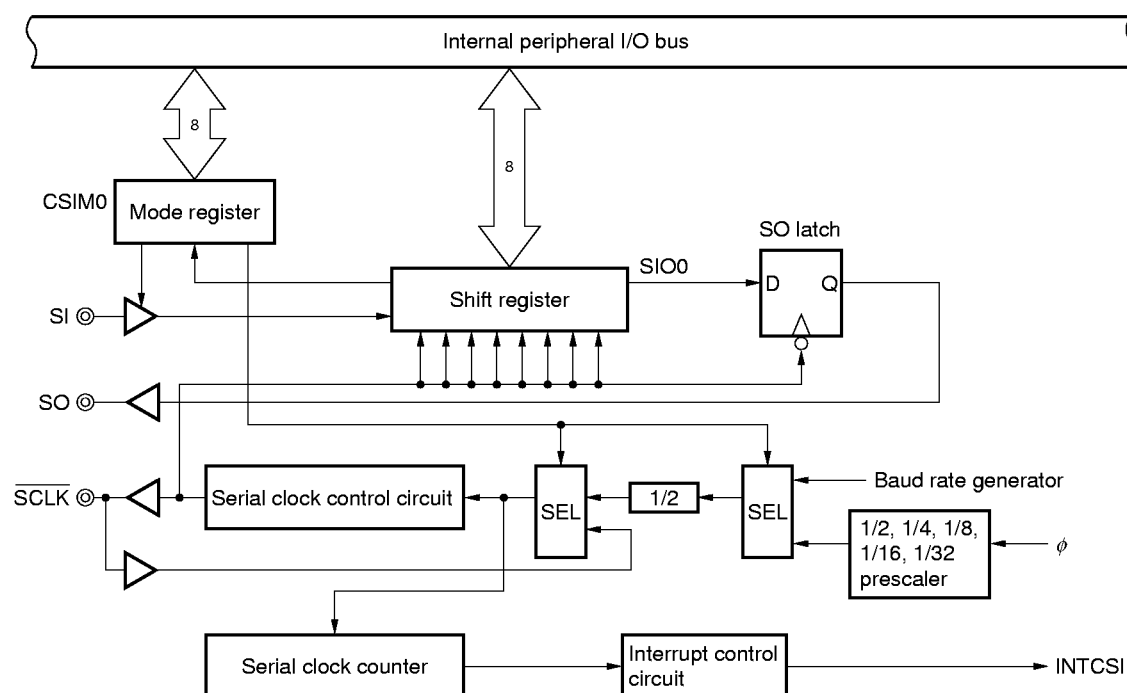 Internal peripheral I/O bus
8
8
CSIM0
Mode register
SO latch
SIO0
Shift register
D
Q
SI
SO
SCLK
Serial clock control circuit
SEL
1/2
SEL
Baud rate generator
1/2, 1/4, 1/8,
1/16, 1/32
prescaler
ϕ
Serial clock counter
Interrupt control
circuit
INTCSI